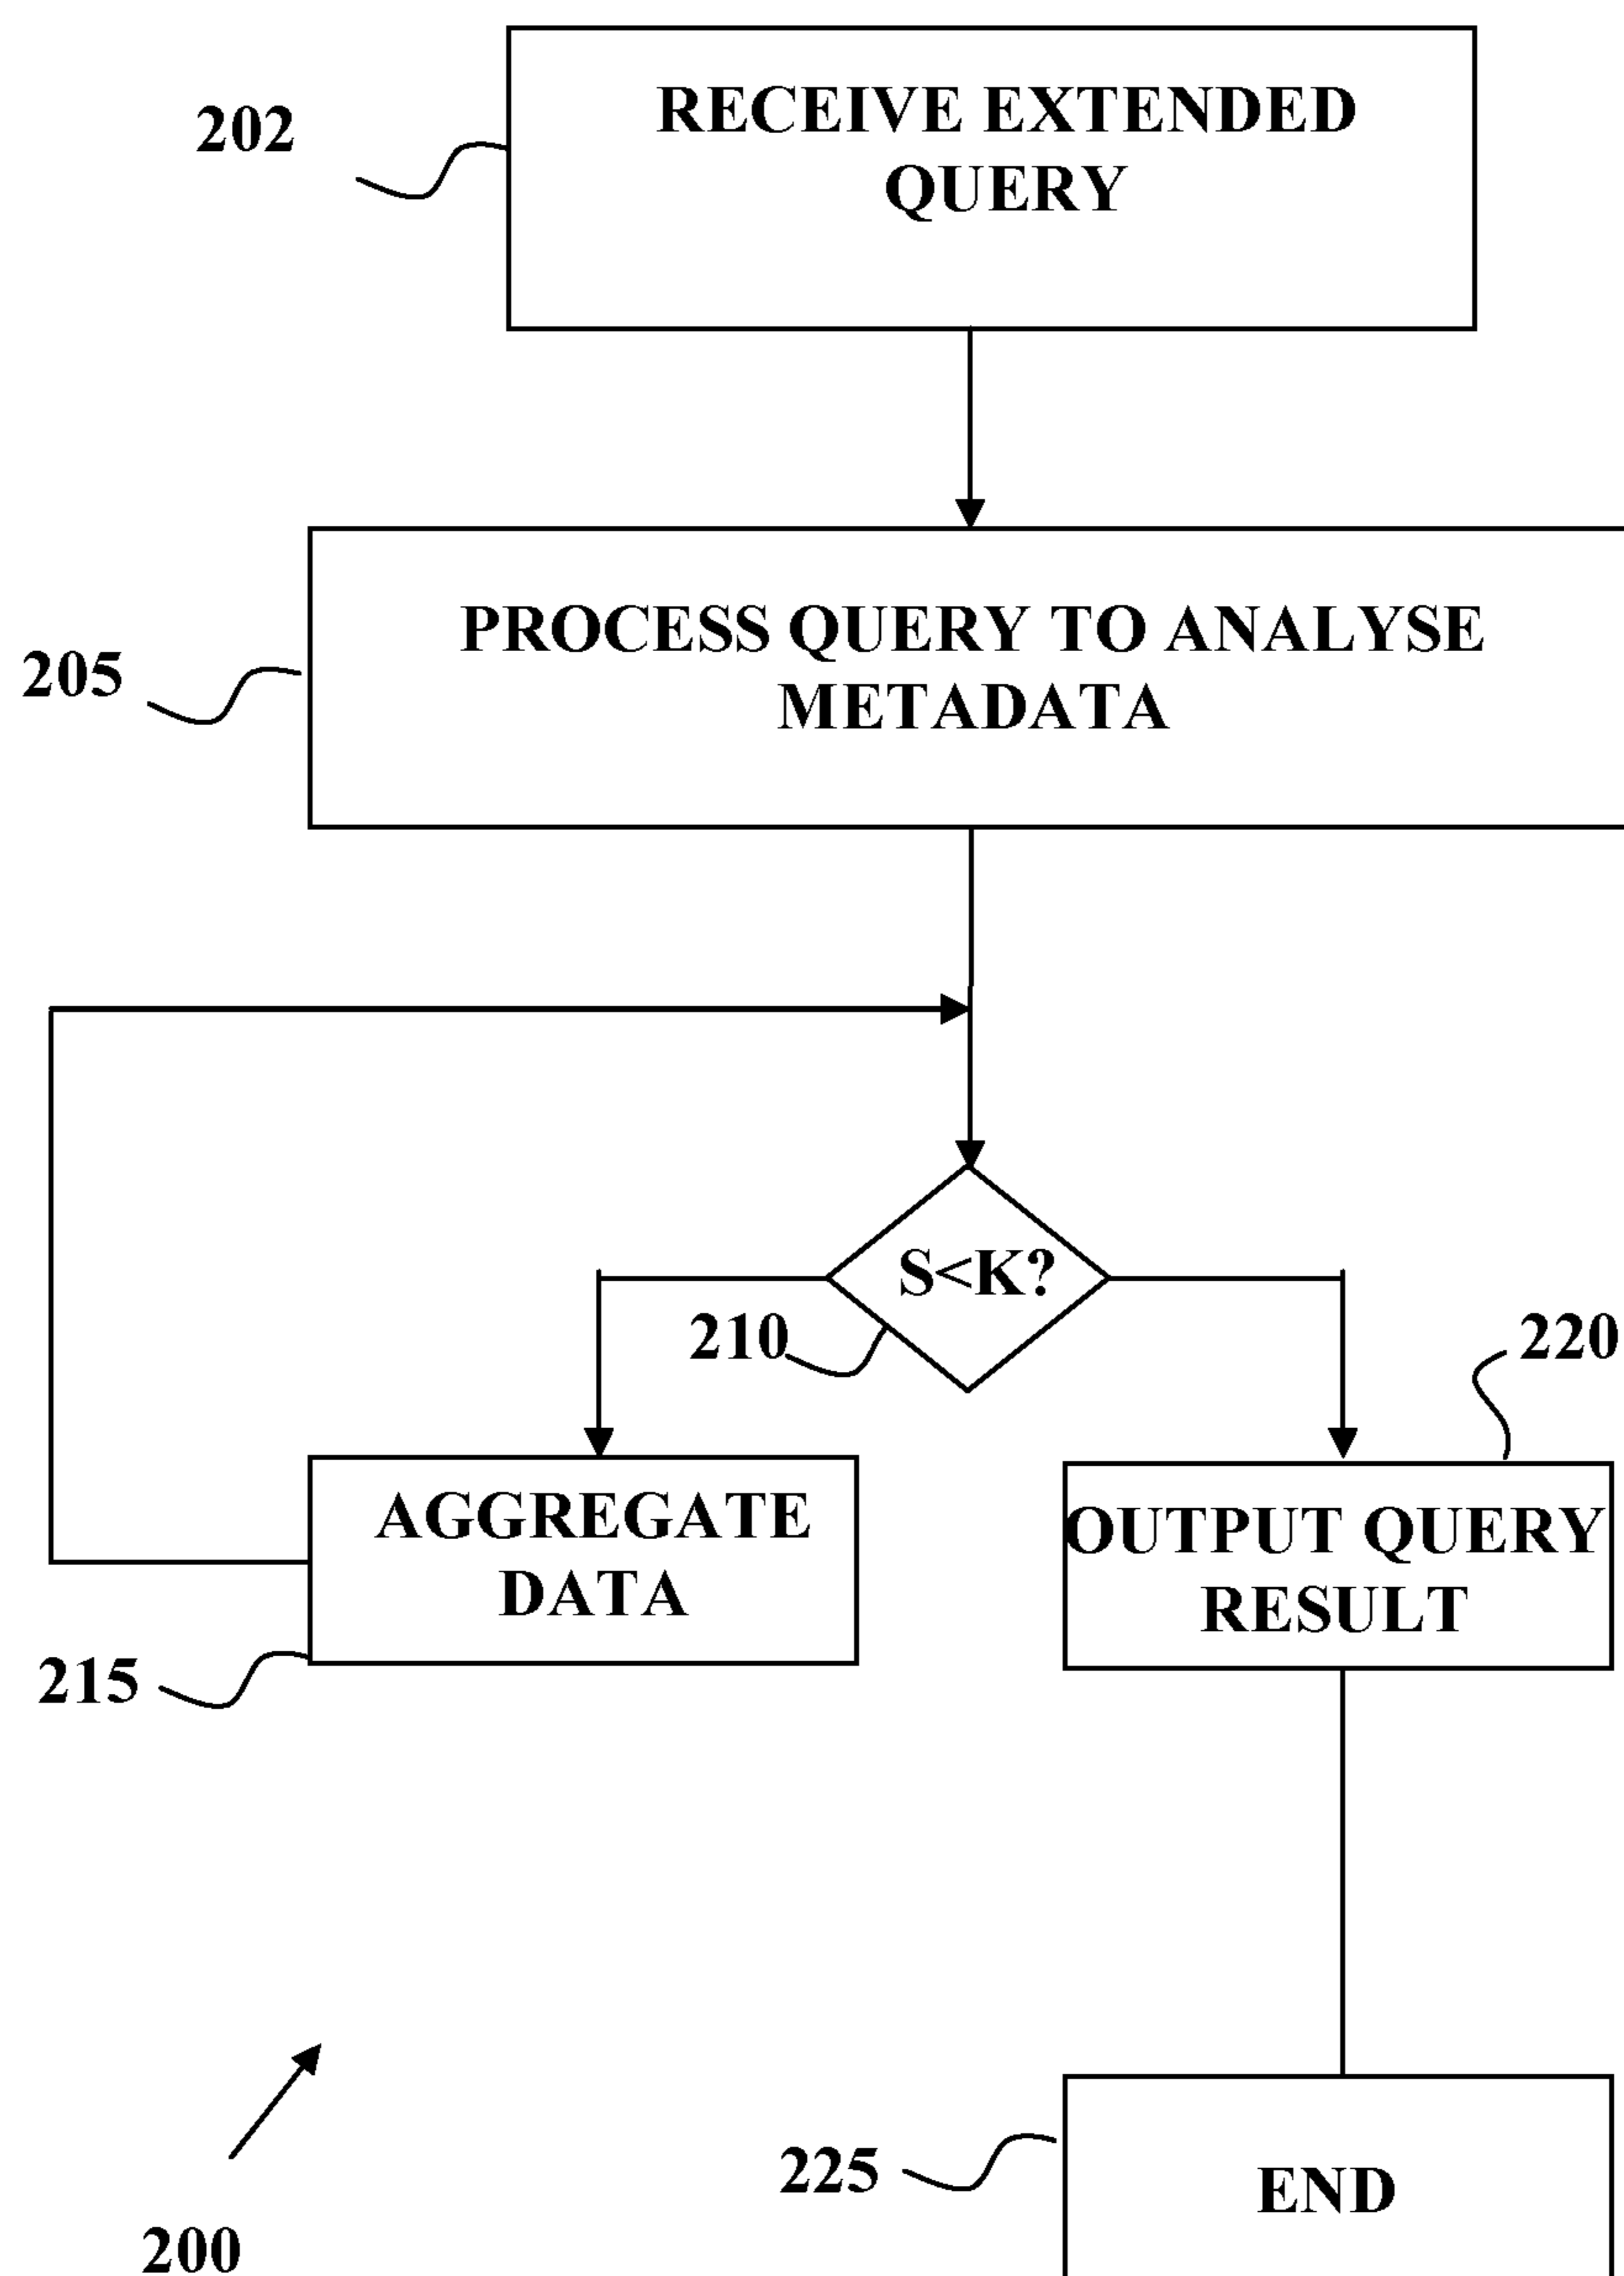 202
RECEIVE EXTENDED
QUERY
205
PROCESS QUERY TO ANALYSE
METADATA
S<K?
210
220
AGGREGATE
DATA
215
OUTPUT QUERY
RESULT
225
END
200